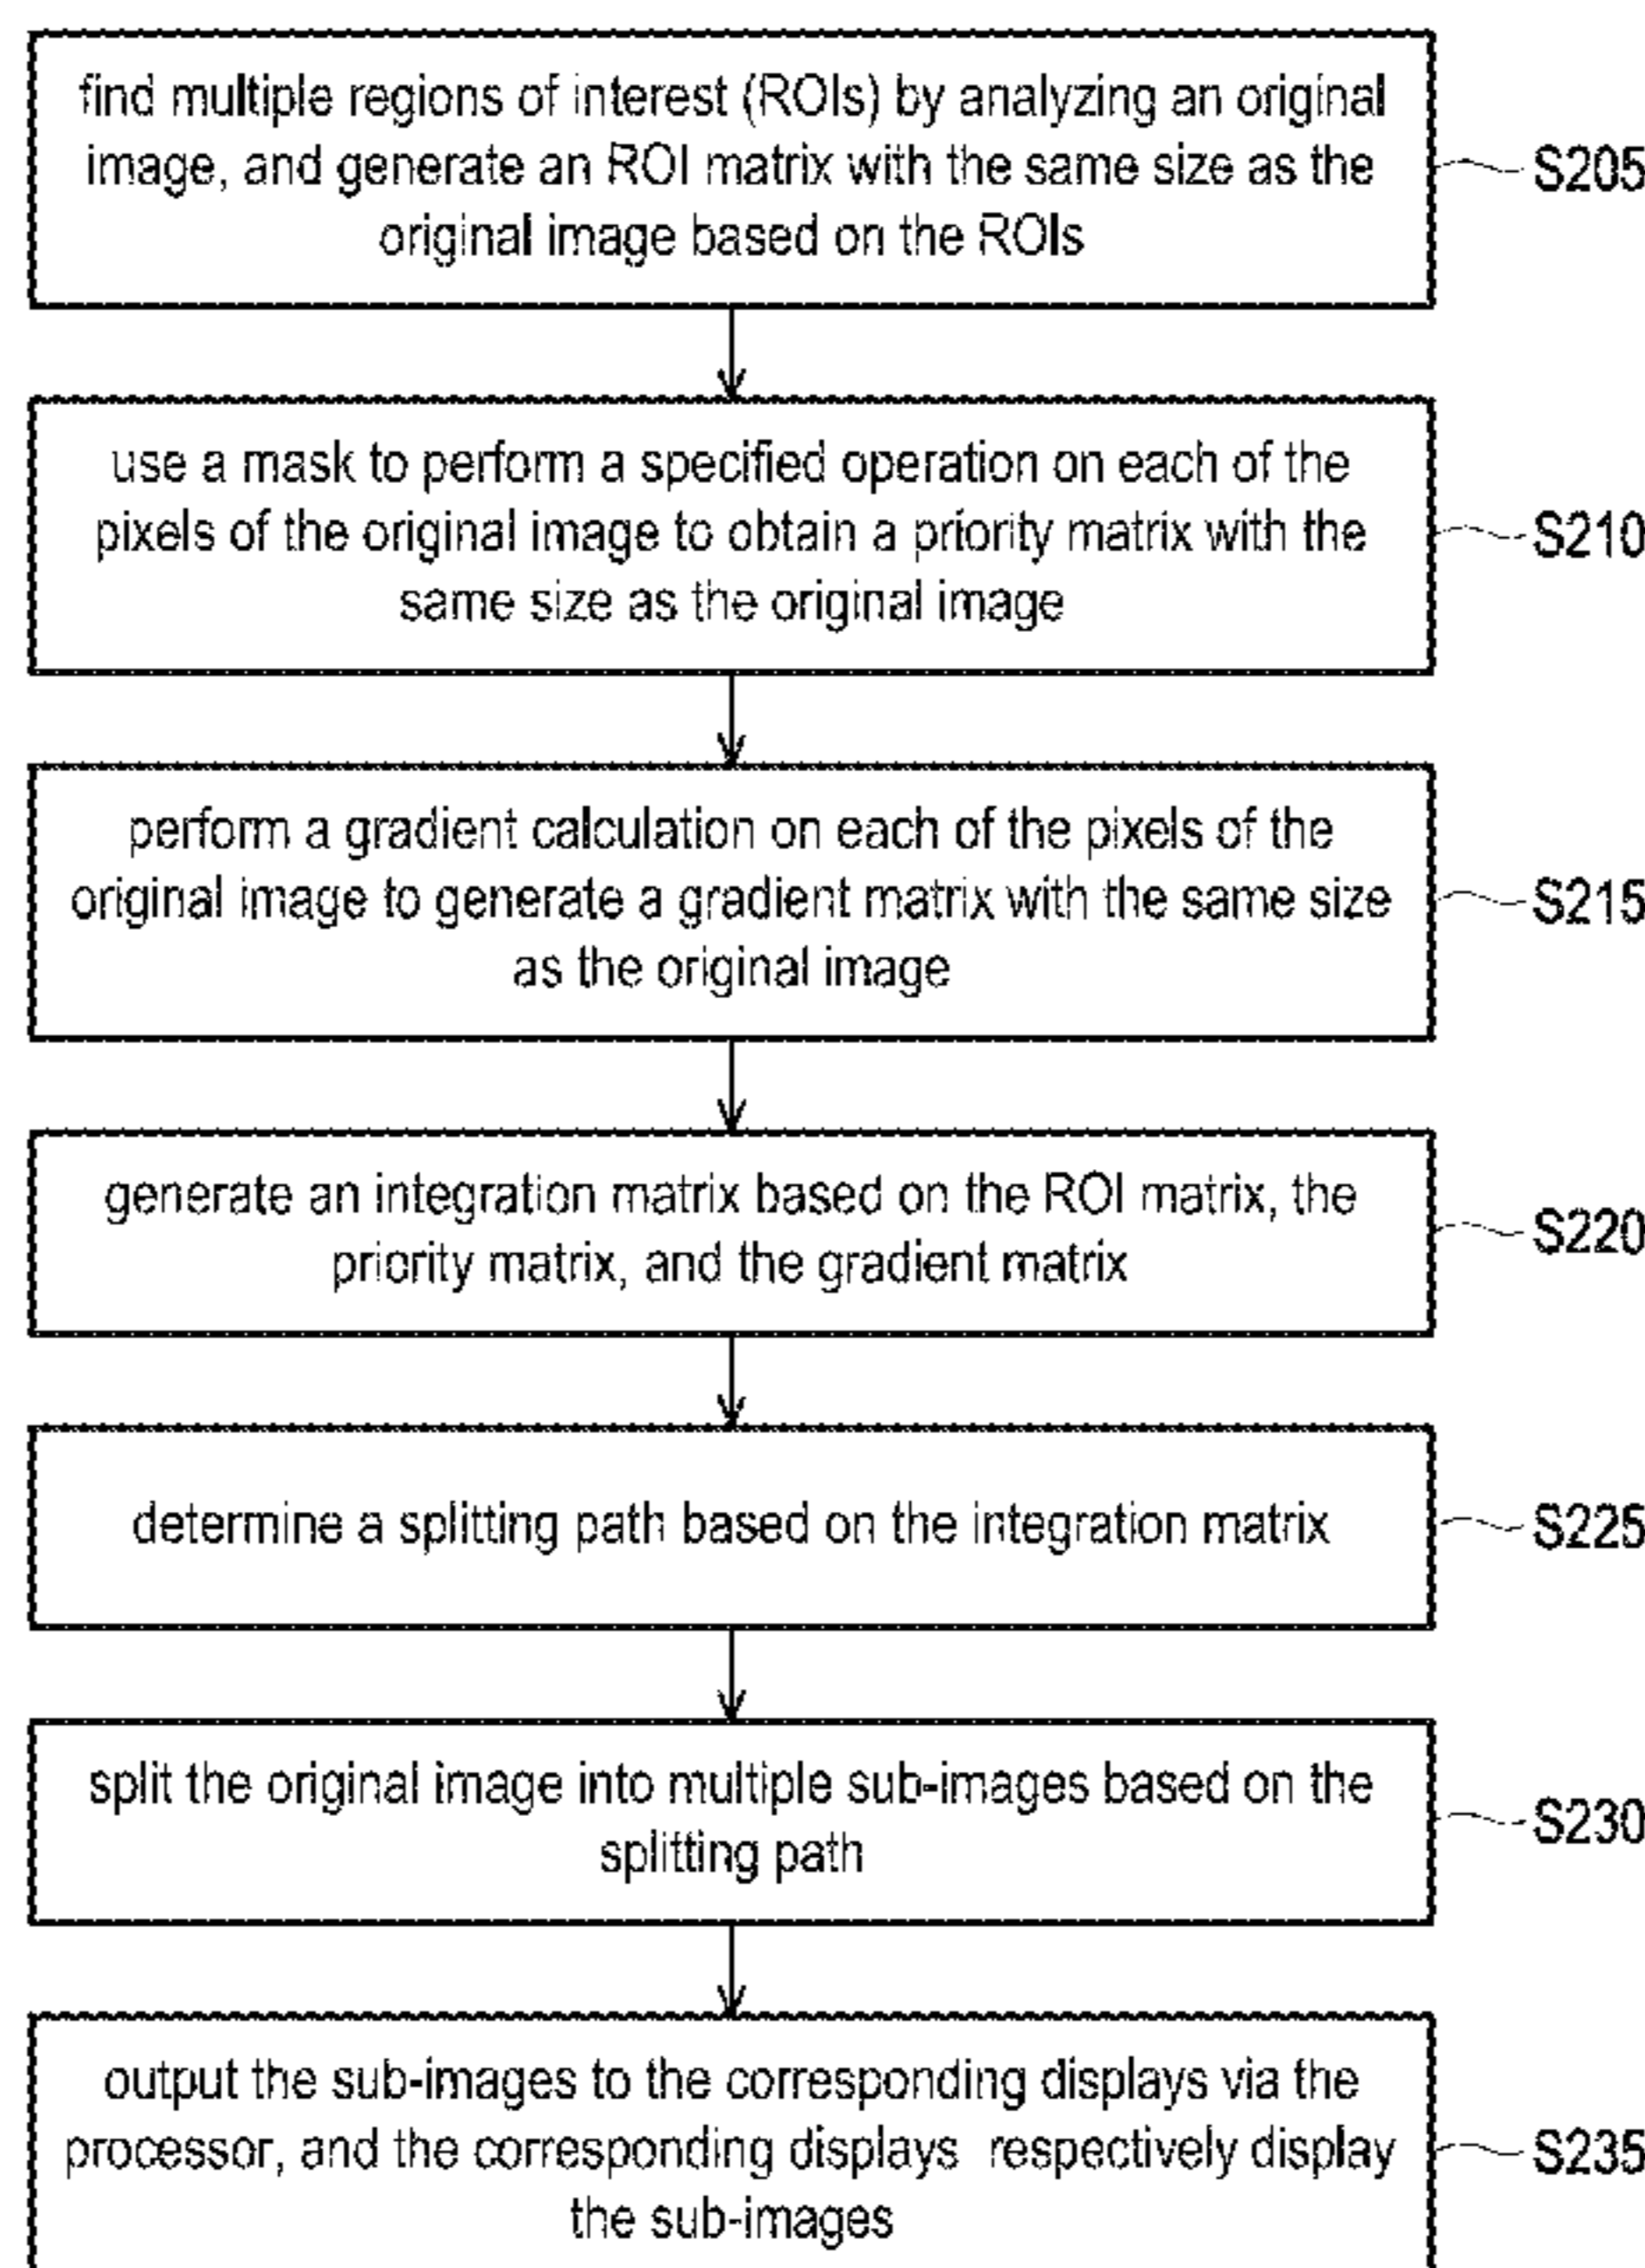 find multiple regions of interest (ROIs) by analyzing an original
image, and generate an ROI matrix with the same size as the
original image based on the ROIs
S205
use a mask to perform a specified operation on each of the
pixels of the original image to obtain a priority matrix with the
same size as the original image
S210
perform a gradient calculation on each of the pixels of the
original image to generate a gradient matrix with the same size
as the original image
S215
generate an integration matrix based on the ROI matrix, the
priority matrix, and the gradient matrix
S220
determine a splitting path based on the integration matrix
S225
split the original image into multiple sub-images based on the
splitting path
S230
output the sub-images to the corresponding displays via the
processor, and the corresponding displays respectively display
the sub-images
S235